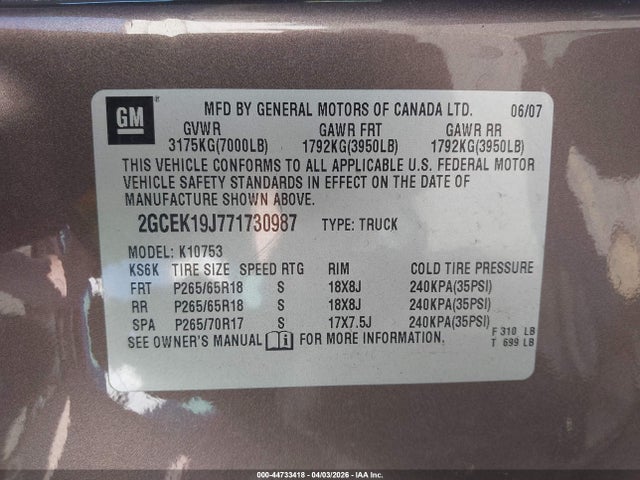 GM
MFD BY GENERAL MOTORS OF CANADA LTD. 06/07
GVWR GAWR FRT GAWR RR
3175KG(7000LB) 1792KG(3950LB) 1792KG(3950LB)
THIS VEHICLE CONFORMS TO ALL APPLICABLE U.S. FEDERAL MOTOR
VEHICLE SAFETY STANDARDS IN EFFECT ON THE DATE OF
MANUFACTURE SHOWN ABOVE.
2GCEK19J771730987 TYPE: TRUCK
MODEL: K10753
KS6K TIRE SIZE SPEED RTG RIM COLD TIRE PRESSURE
FRT P265/65R18 S 18X8J 240KPA(35PSI)
RR P265/65R18 S 18X8J 240KPA(35PSI)
SPA P265/70R17 S 17X7.5J 240KPA(35PSI)
SEE OWNER'S MANUAL i FOR MORE INFORMATION.
F 310 LB
T 699 LB
000-44733418 - 04/03/2026 - IAA Inc.